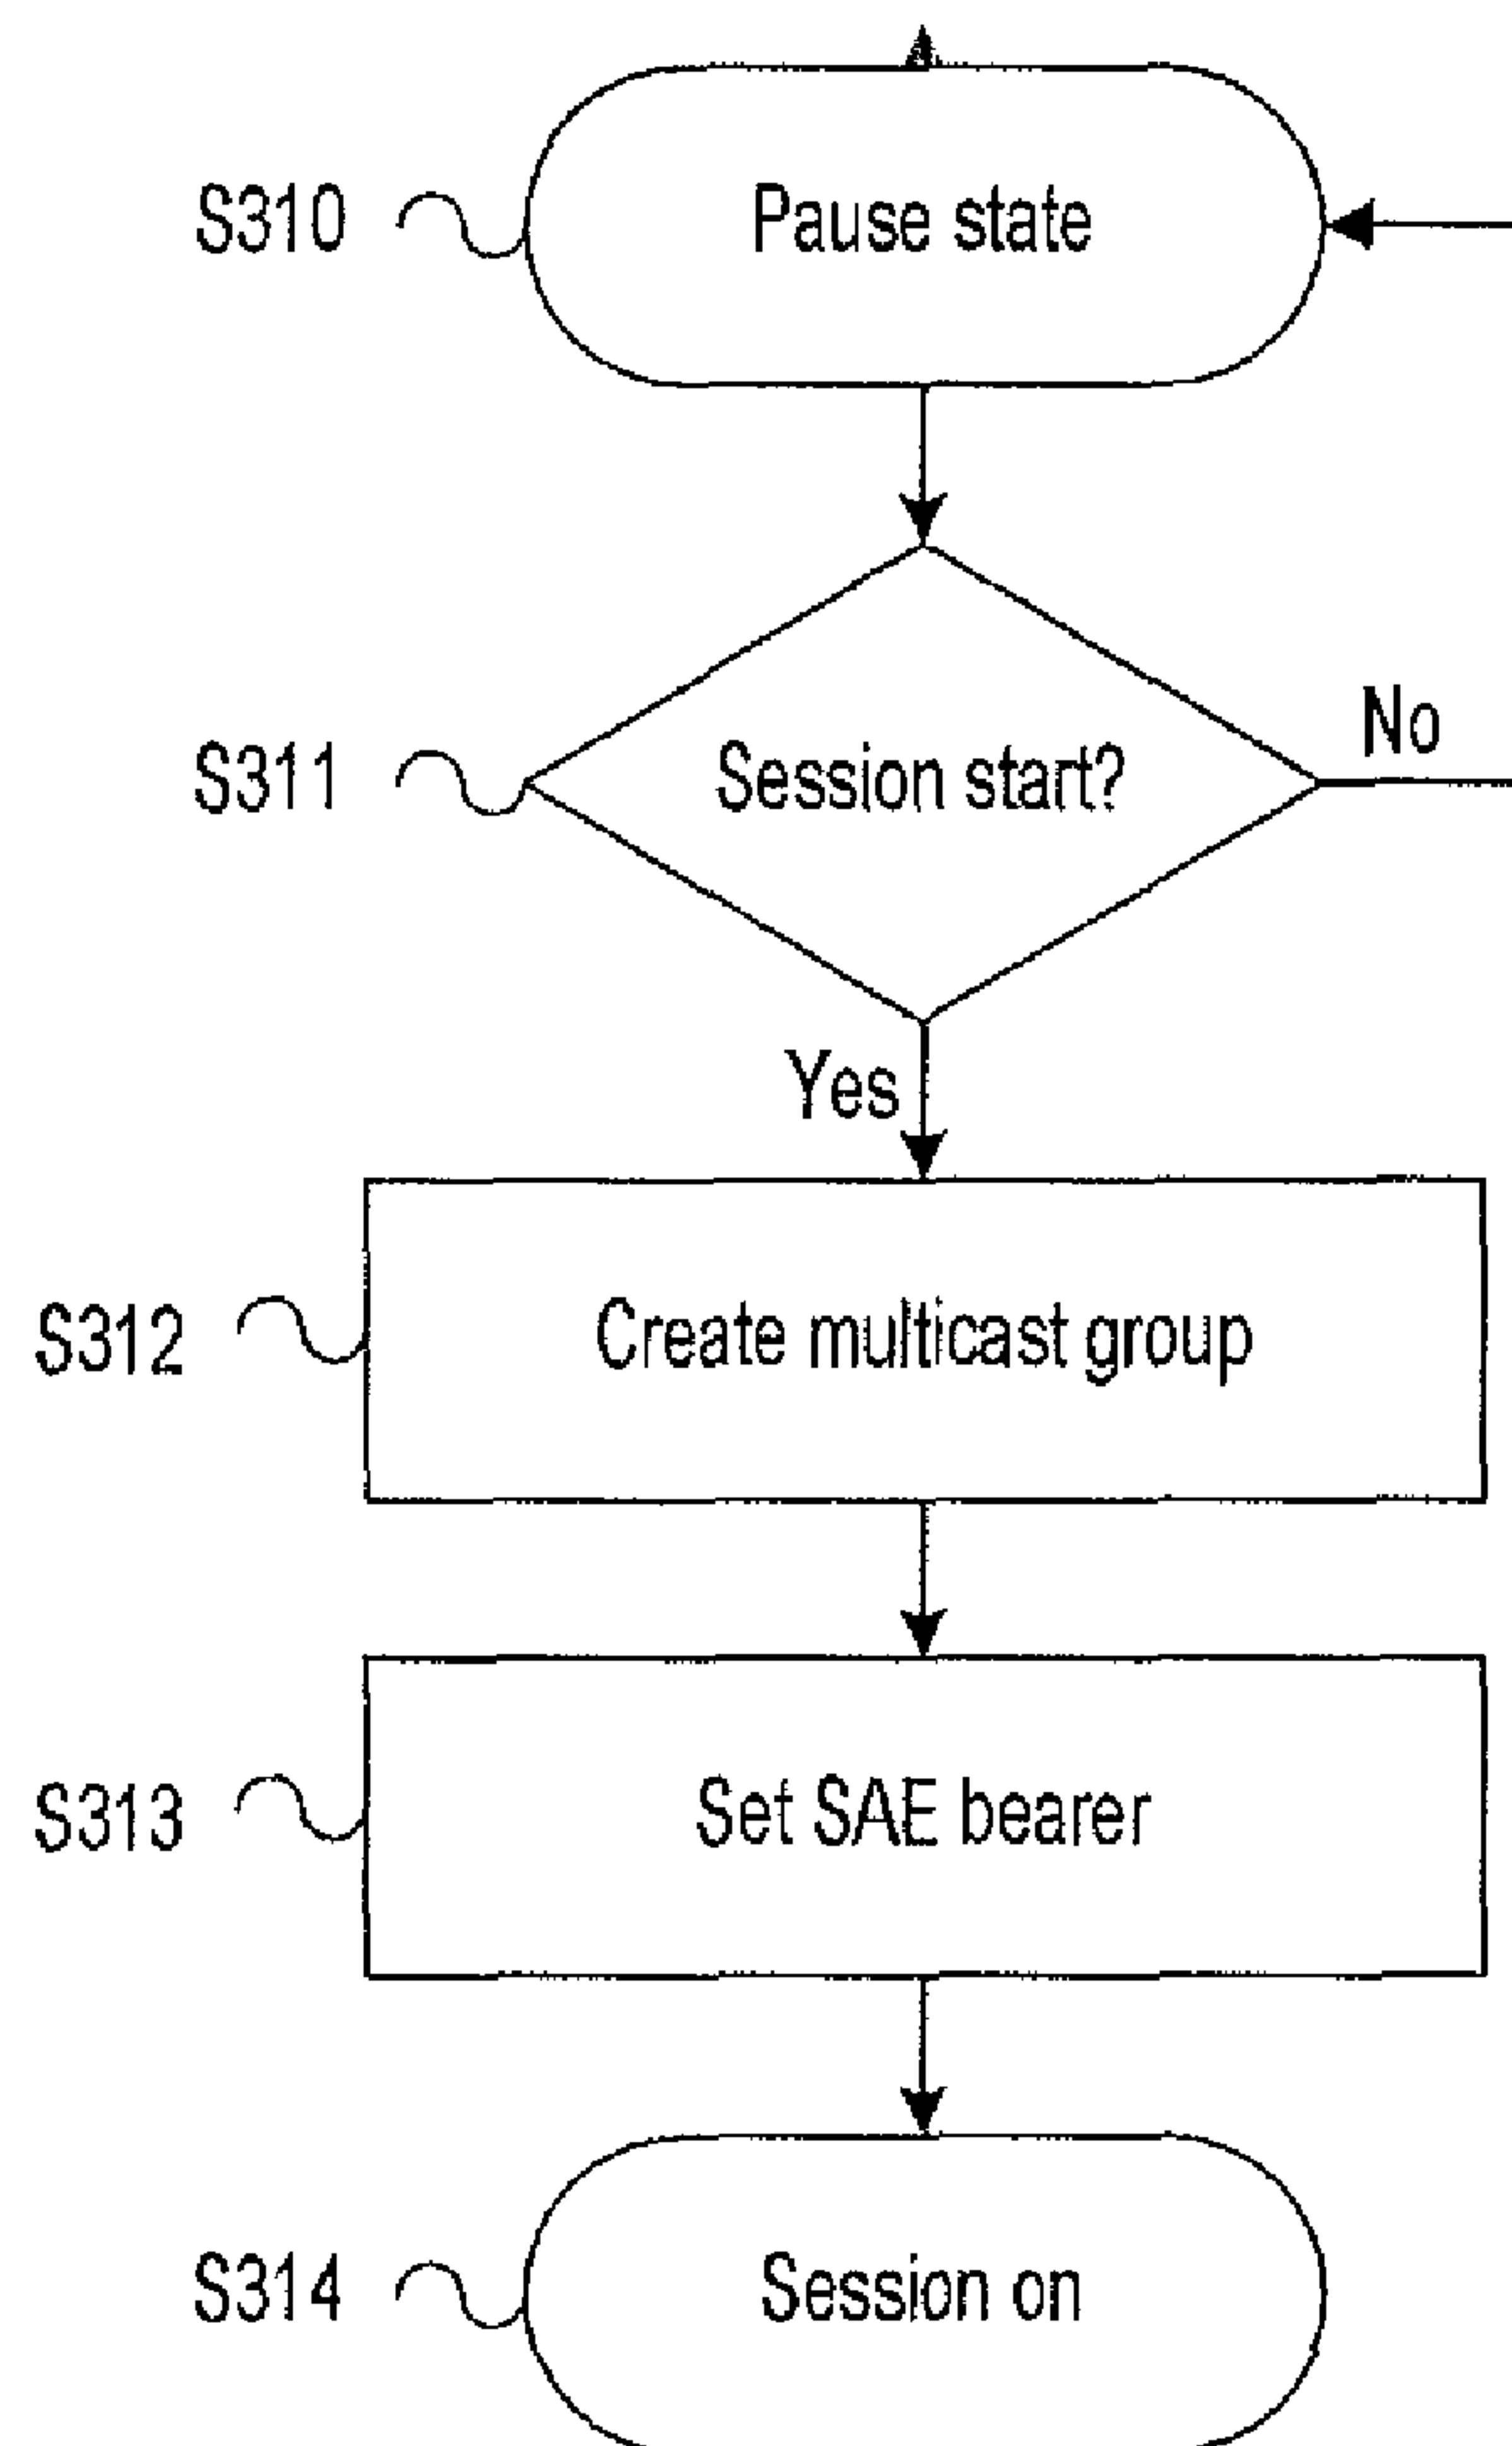 S310
Pause state
S311
Session start?
No
Yes
S312
Create multicast group
S313
Set SAE bearer
S314
Session on